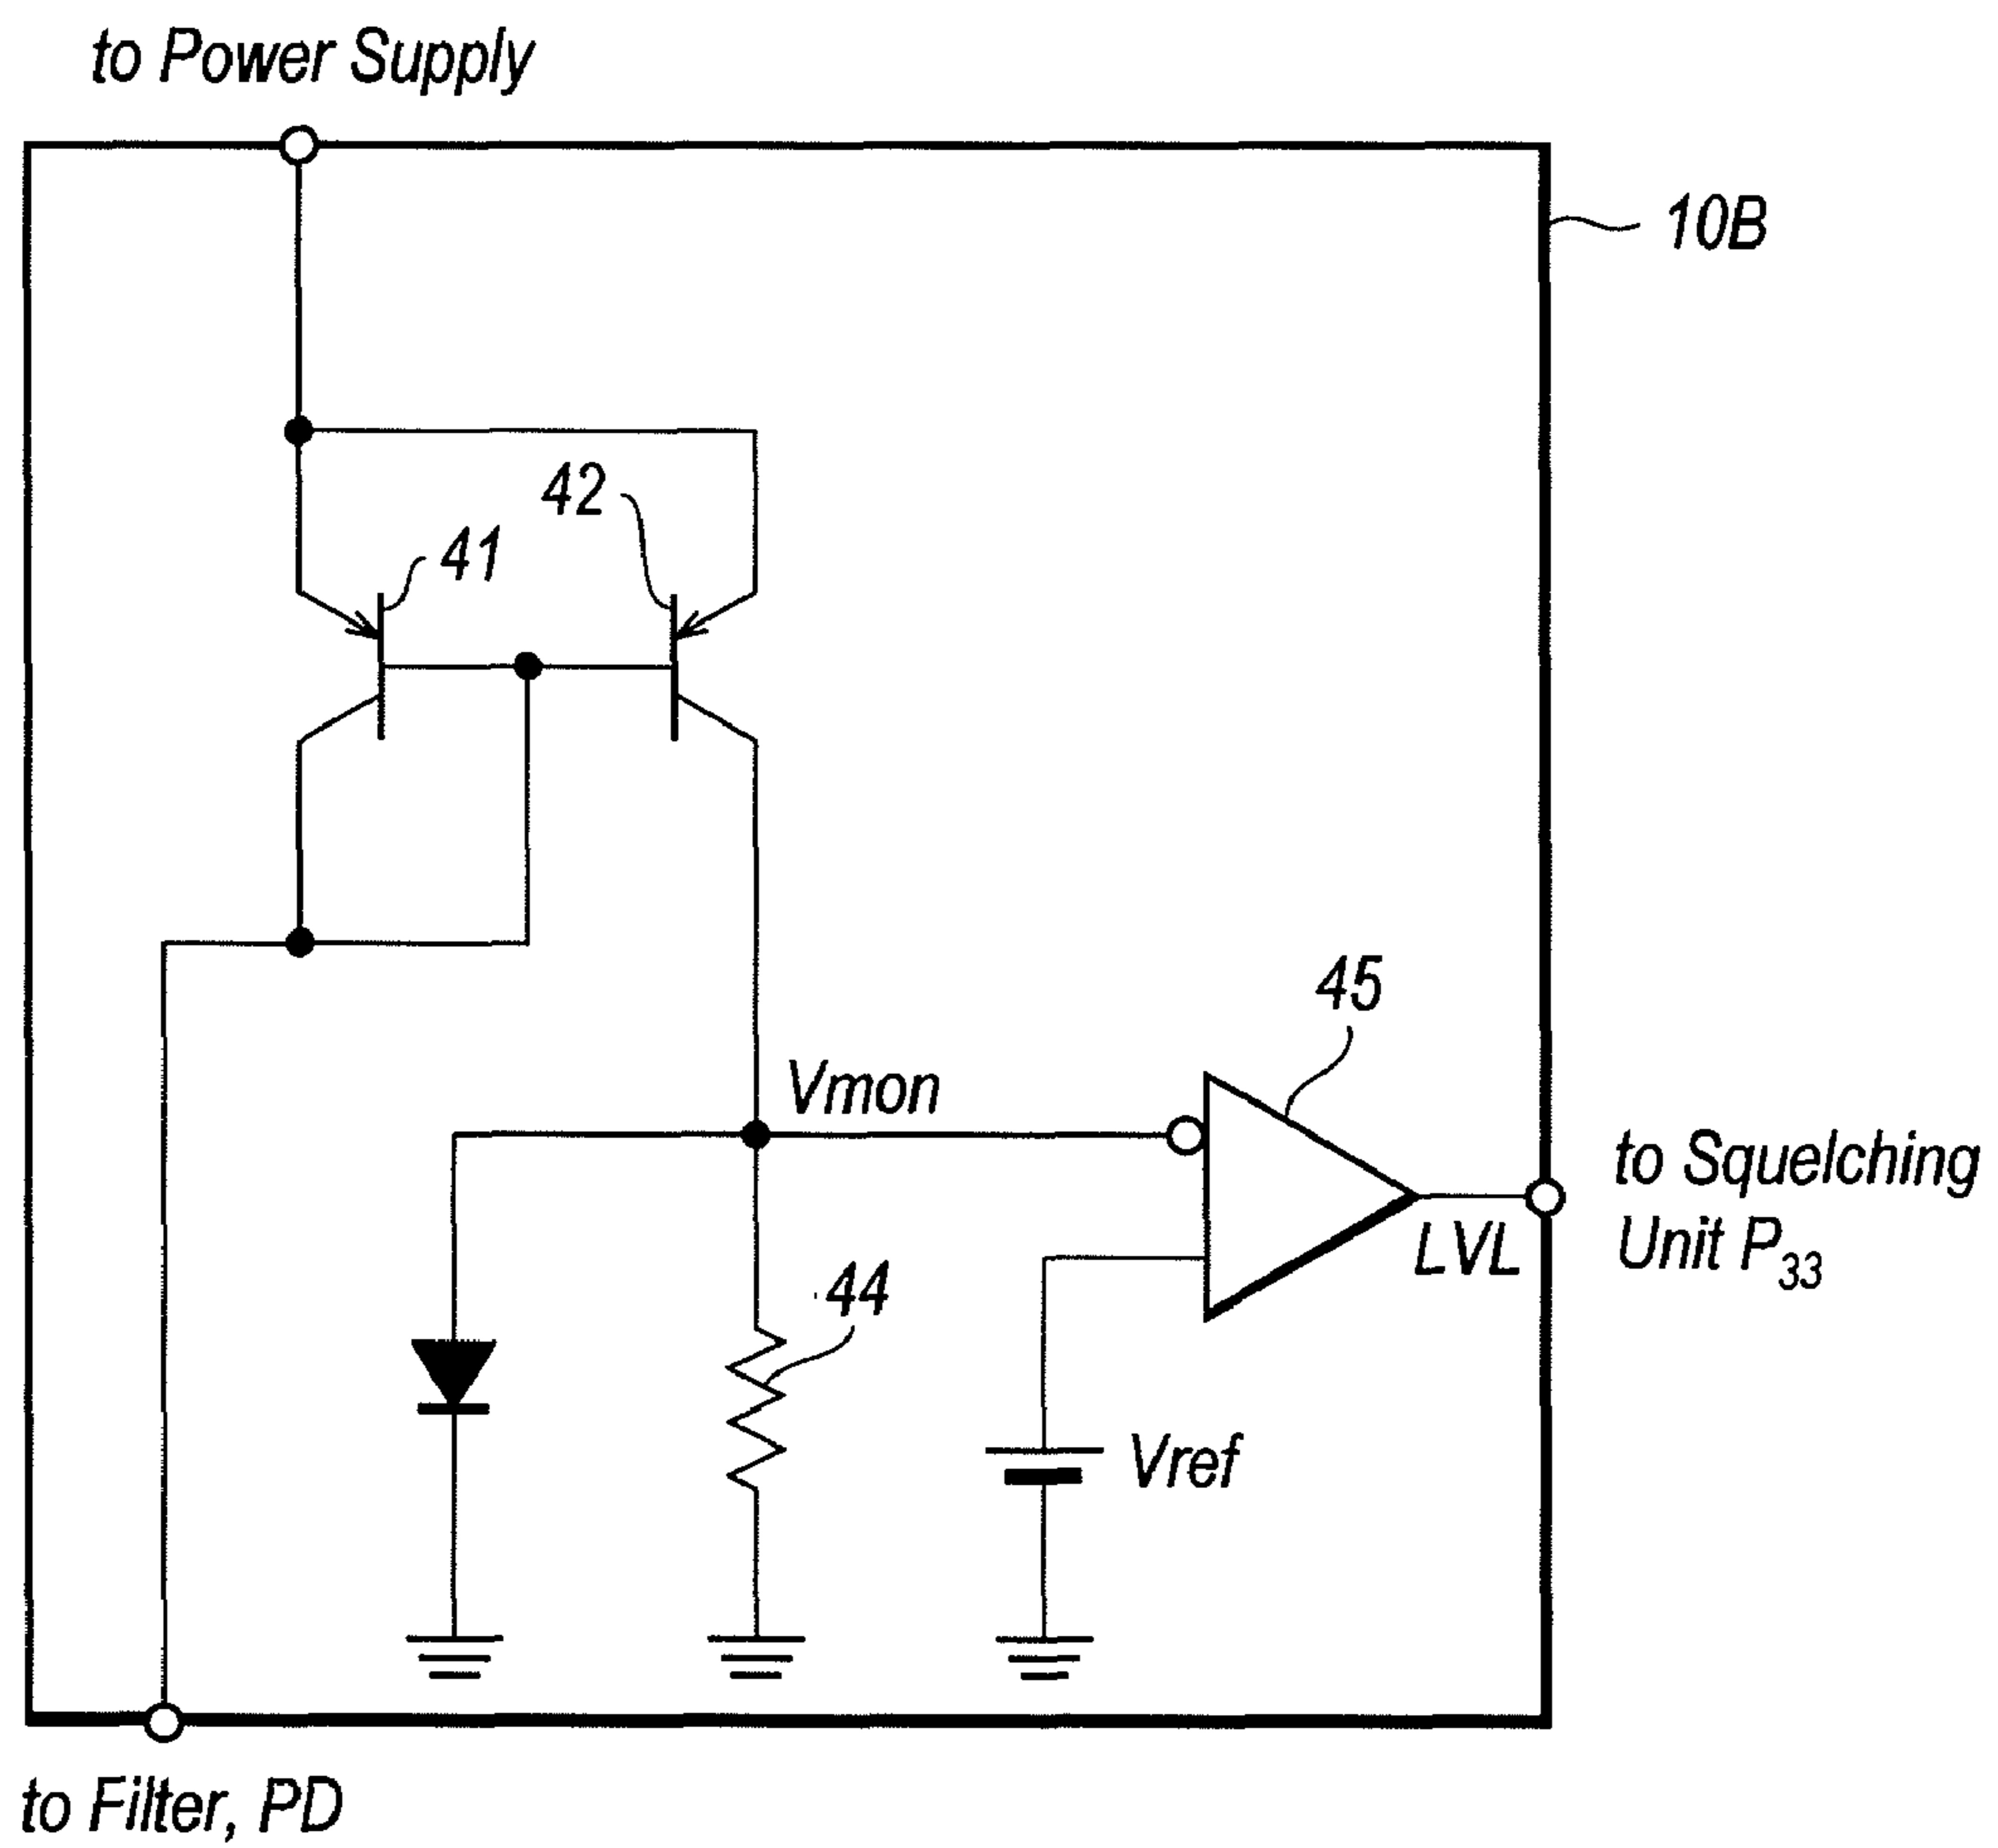 to Power Supply
10B
42
41
45
Vmon
to Squelching
Unit P33
LVL
44
Vref
to Filter, PD